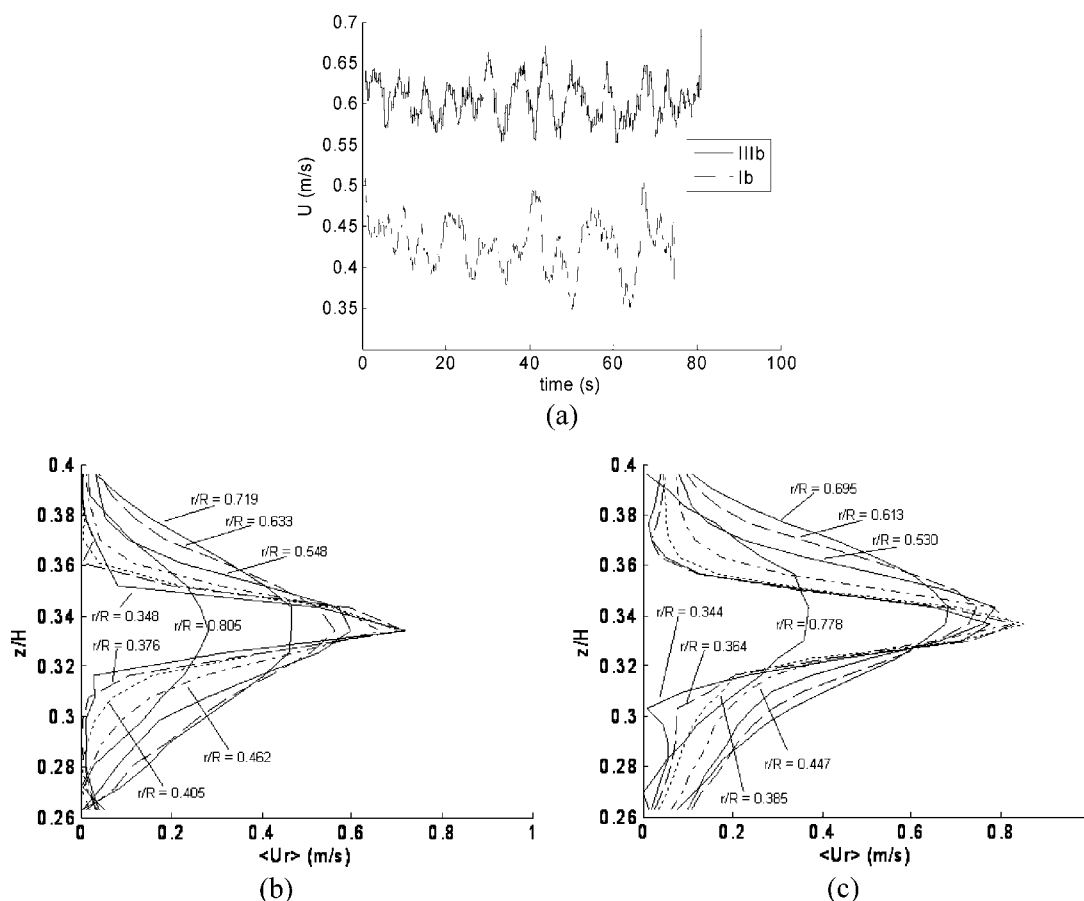 0.7
0.65
0.6
0.55
0.5
0.45
0.4
0.35
U (m/s)
IIIb
Ib
0 20 40 60 80 100
time (s)
(a)
0.4
0.38
0.36
0.34
0.32
0.3
0.28
0.26
z/H
r/R = 0.719
r/R = 0.633
r/R = 0.548
r/R = 0.348
r/R = 0.805
r/R = 0.376
r/R = 0.462
r/R = 0.405
0 0.2 0.4 0.6 0.8 1
<Ur> (m/s)
(b)
0.4
0.38
0.36
0.34
0.32
0.3
0.28
0.26
z/H
r/R = 0.695
r/R = 0.613
r/R = 0.530
r/R = 0.344
r/R = 0.778
r/R = 0.364
r/R = 0.447
r/R = 0.385
0 0.2 0.4 0.6 0.8
<Ur> (m/s)
(c)